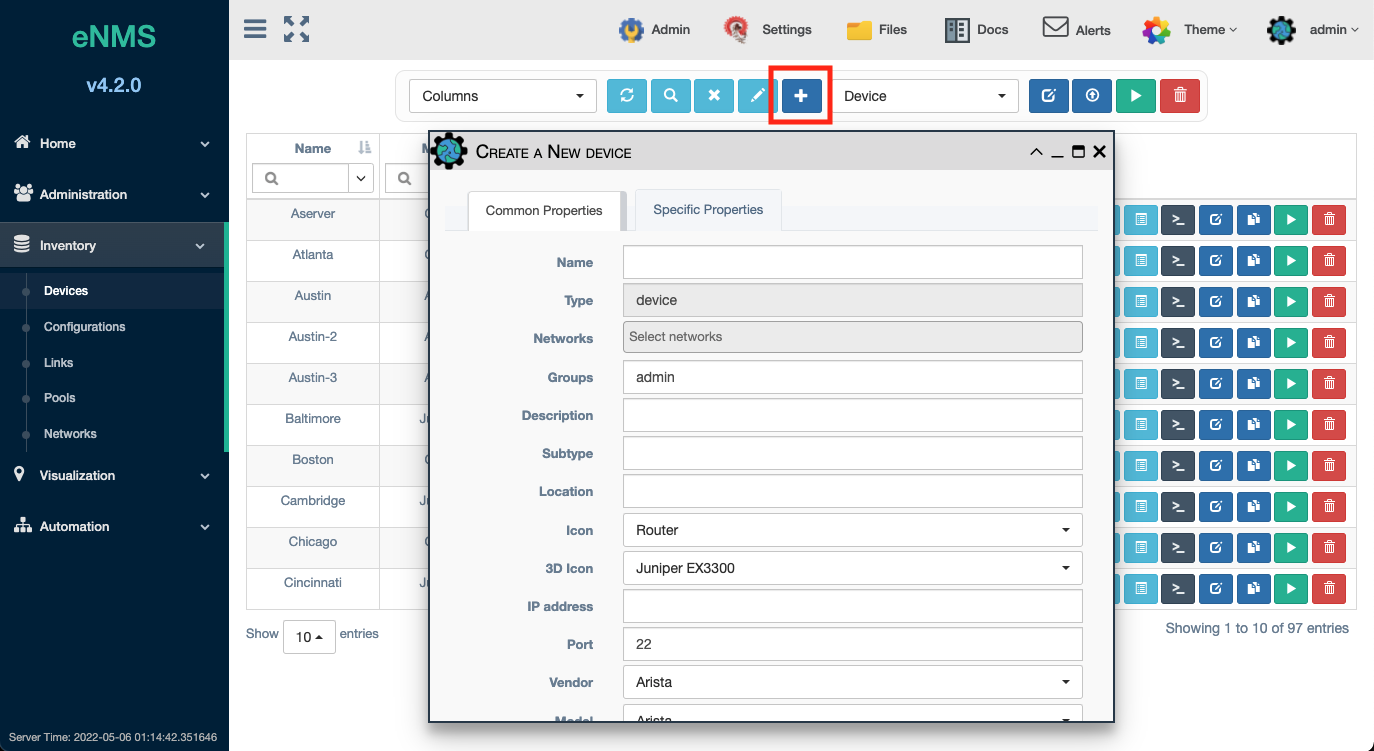 eNMS
v4.2.0
Admin
Settings
Files
Docs
Alerts
Theme
admin
Home
Administration
Inventory
Devices
Configurations
Links
Pools
Networks
Visualization
Automation
Server Time: 2022-05-06 01:14:42.351646
Columns
Device
Name
Aserver
Atlanta
Austin
Austin-2
Austin-3
Baltimore
Boston
Cambridge
Chicago
Cincinnati
Show 10 entries
Showing 1 to 10 of 97 entries
Create a New device
Common Properties
Specific Properties
Name
Type device
Networks Select networks
Groups admin
Description
Subtype
Location
Icon Router
3D Icon Juniper EX3300
IP address
Port 22
Vendor Arista
Model Arista